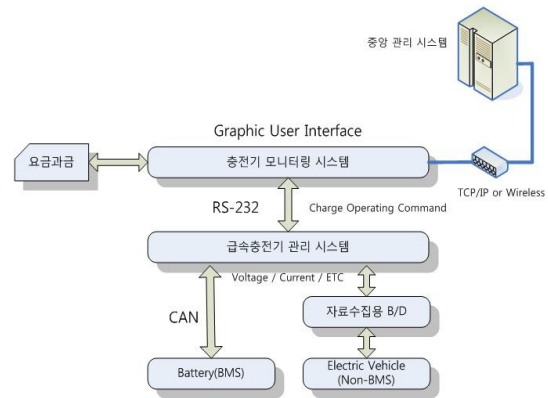 중앙 관리 시스템
Graphic User Interface
요금과금
충전기 모니터링 시스템
TCP/IP or Wireless
RS-232
Charge Operating Command
급속충전기 관리 시스템
Voltage / Current / ETC
CAN
자료수집용 B/D
Battery(BMS)
Electric Vehicle
(Non-BMS)